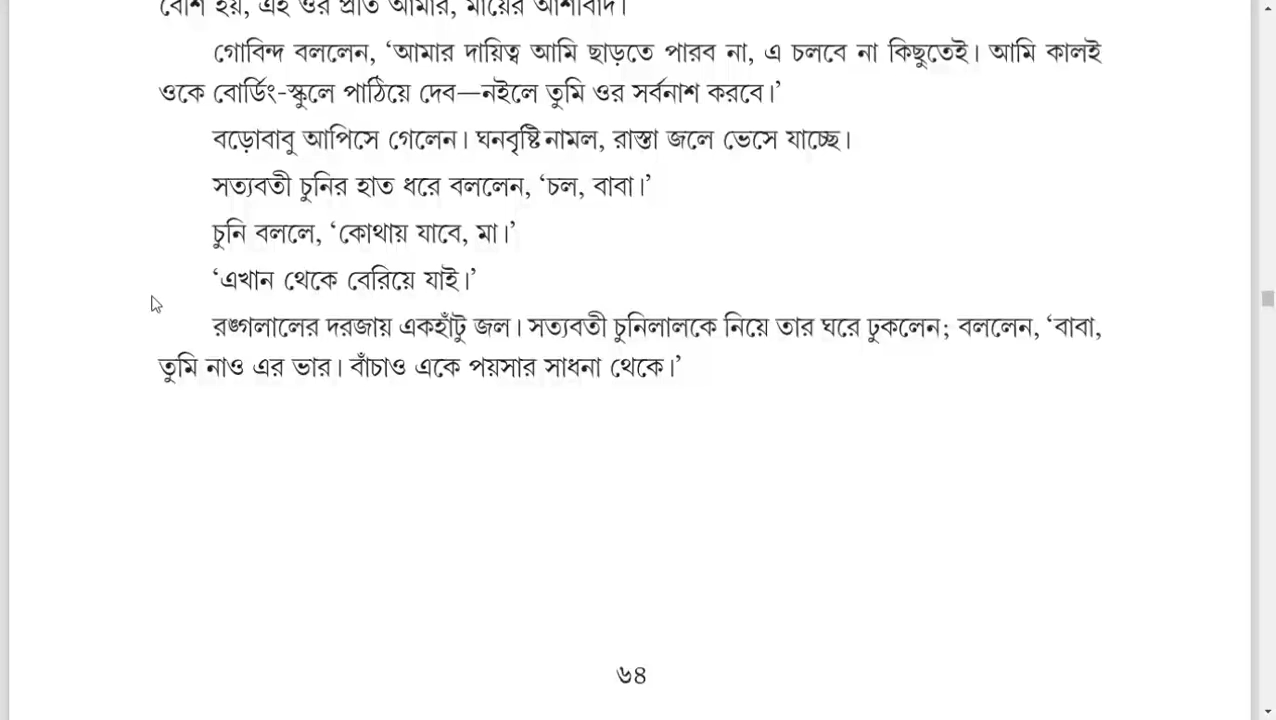 বেশি হয়, এই ওর প্রতি আমার, মায়ের আশীর্বাদ।
গোবিন্দ বললেন, ‘আমার দায়িত্ব আমি ছাড়তে পারব না, এ চলবে না কিছুতেই। আমি কালই
ওকে বোর্ডিং-স্কুলে পাঠিয়ে দেব—নইলে তুমি ওর সর্বনাশ করবে।’
বড়োবাবু আপিসে গেলেন। ঘনবৃষ্টি নামল, রাস্তা জলে ভেসে যাচ্ছে।
সত্যবতী চুনির হাত ধরে বললেন, ‘চল, বাবা।’
চুনি বললে, ‘কোথায় যাবে, মা।’
‘এখান থেকে বেরিয়ে যাই।’
রঙ্গলালের দরজায় একহাঁটু জল। সত্যবতী চুনিলালকে নিয়ে তার ঘরে ঢুকলেন; বললেন, ‘বাবা,
তুমি নাও এর ভার। বাঁচাও একে পয়সার সাধনা থেকে।’
৬৪